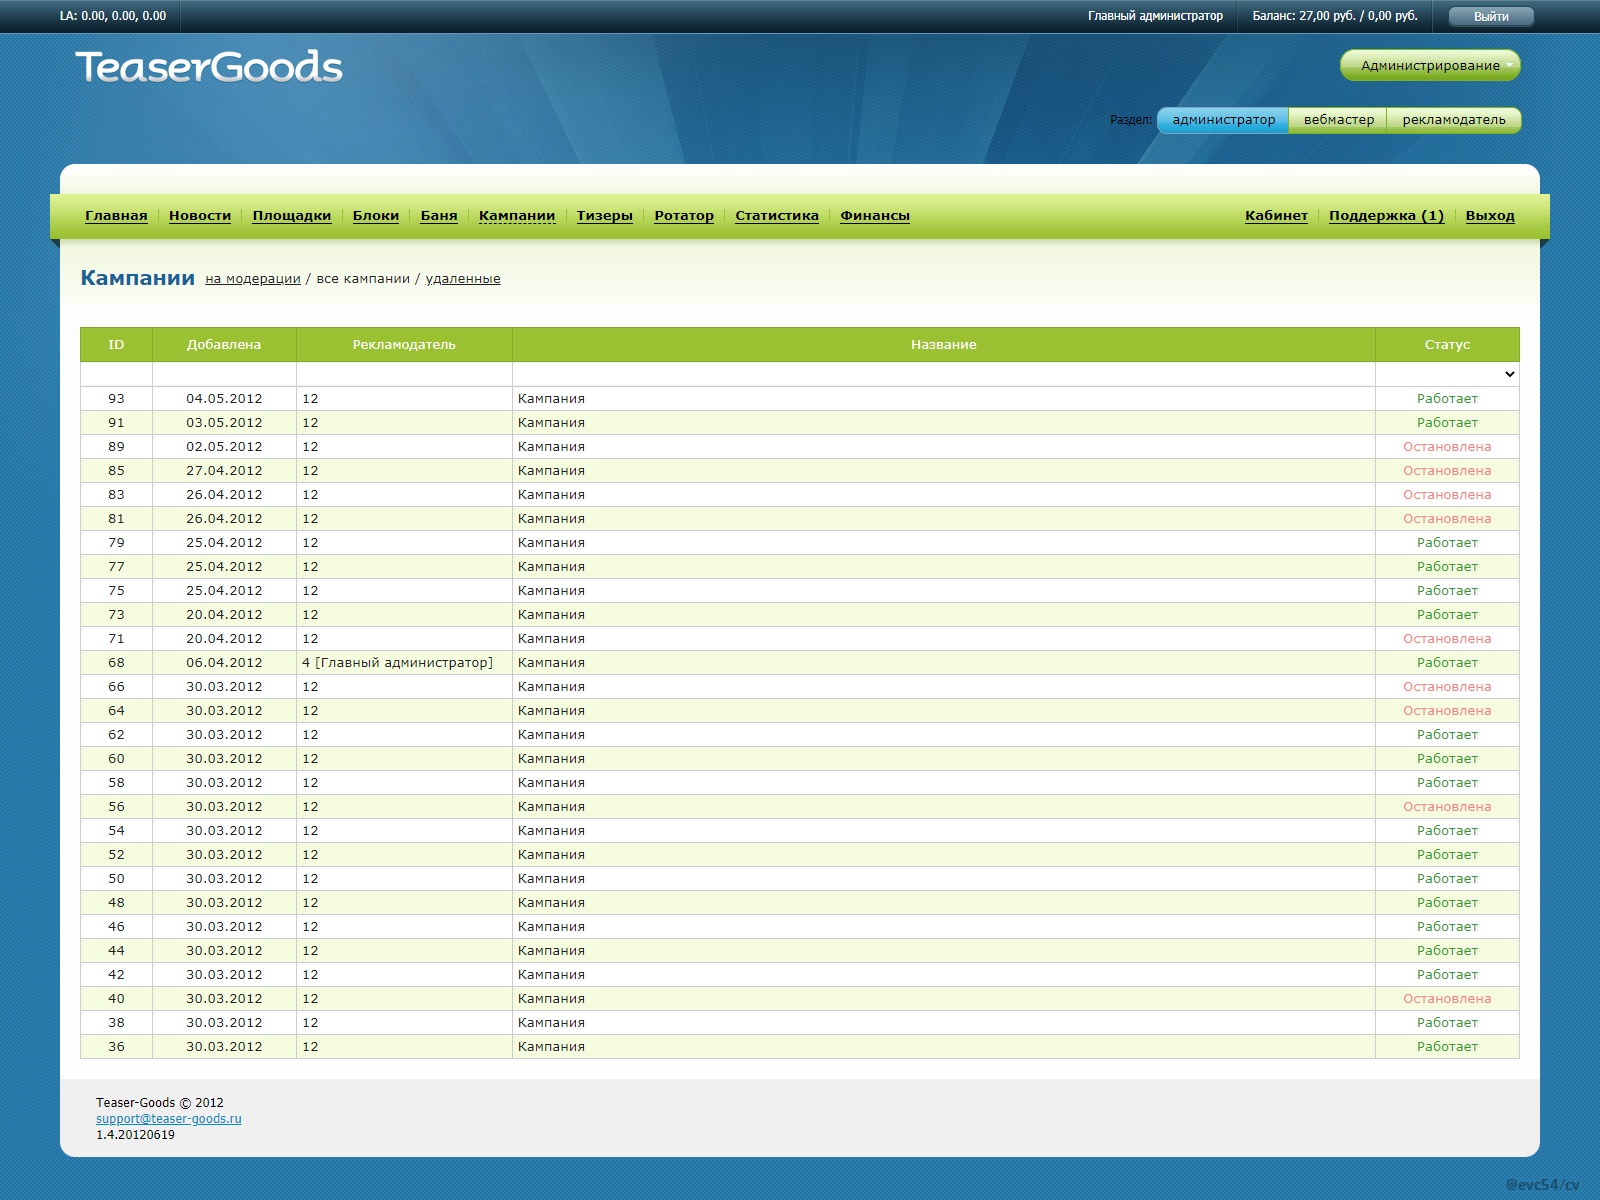 LA: 0.00, 0.00, 0.00 Главный администратор Баланс: 27,00 руб. / 0,00 руб. Выйти
TeaserGoods
Администрирование
Раздел: администратор вебмастер рекламодатель
Главная Новости Площадки Блоки Баня Кампании Тизеры Ротатор Статистика Финансы Кабинет Поддержка (1) Выход
Кампании на модерации / все кампании / удаленные
ID Добавлена Рекламодатель Название Статус
93 04.05.2012 12 Кампания Работает
91 03.05.2012 12 Кампания Работает
89 02.05.2012 12 Кампания Остановлена
85 27.04.2012 12 Кампания Остановлена
83 26.04.2012 12 Кампания Остановлена
81 26.04.2012 12 Кампания Остановлена
79 25.04.2012 12 Кампания Работает
77 25.04.2012 12 Кампания Работает
75 25.04.2012 12 Кампания Работает
73 20.04.2012 12 Кампания Работает
71 20.04.2012 12 Кампания Остановлена
68 06.04.2012 4 [Главный администратор] Кампания Работает
66 30.03.2012 12 Кампания Остановлена
64 30.03.2012 12 Кампания Остановлена
62 30.03.2012 12 Кампания Работает
60 30.03.2012 12 Кампания Работает
58 30.03.2012 12 Кампания Работает
56 30.03.2012 12 Кампания Остановлена
54 30.03.2012 12 Кампания Работает
52 30.03.2012 12 Кампания Работает
50 30.03.2012 12 Кампания Работает
48 30.03.2012 12 Кампания Работает
46 30.03.2012 12 Кампания Работает
44 30.03.2012 12 Кампания Работает
42 30.03.2012 12 Кампания Работает
40 30.03.2012 12 Кампания Остановлена
38 30.03.2012 12 Кампания Работает
36 30.03.2012 12 Кампания Работает
Teaser-Goods © 2012
support@teaser-goods.ru
1.4.20120619
@evc54/cv